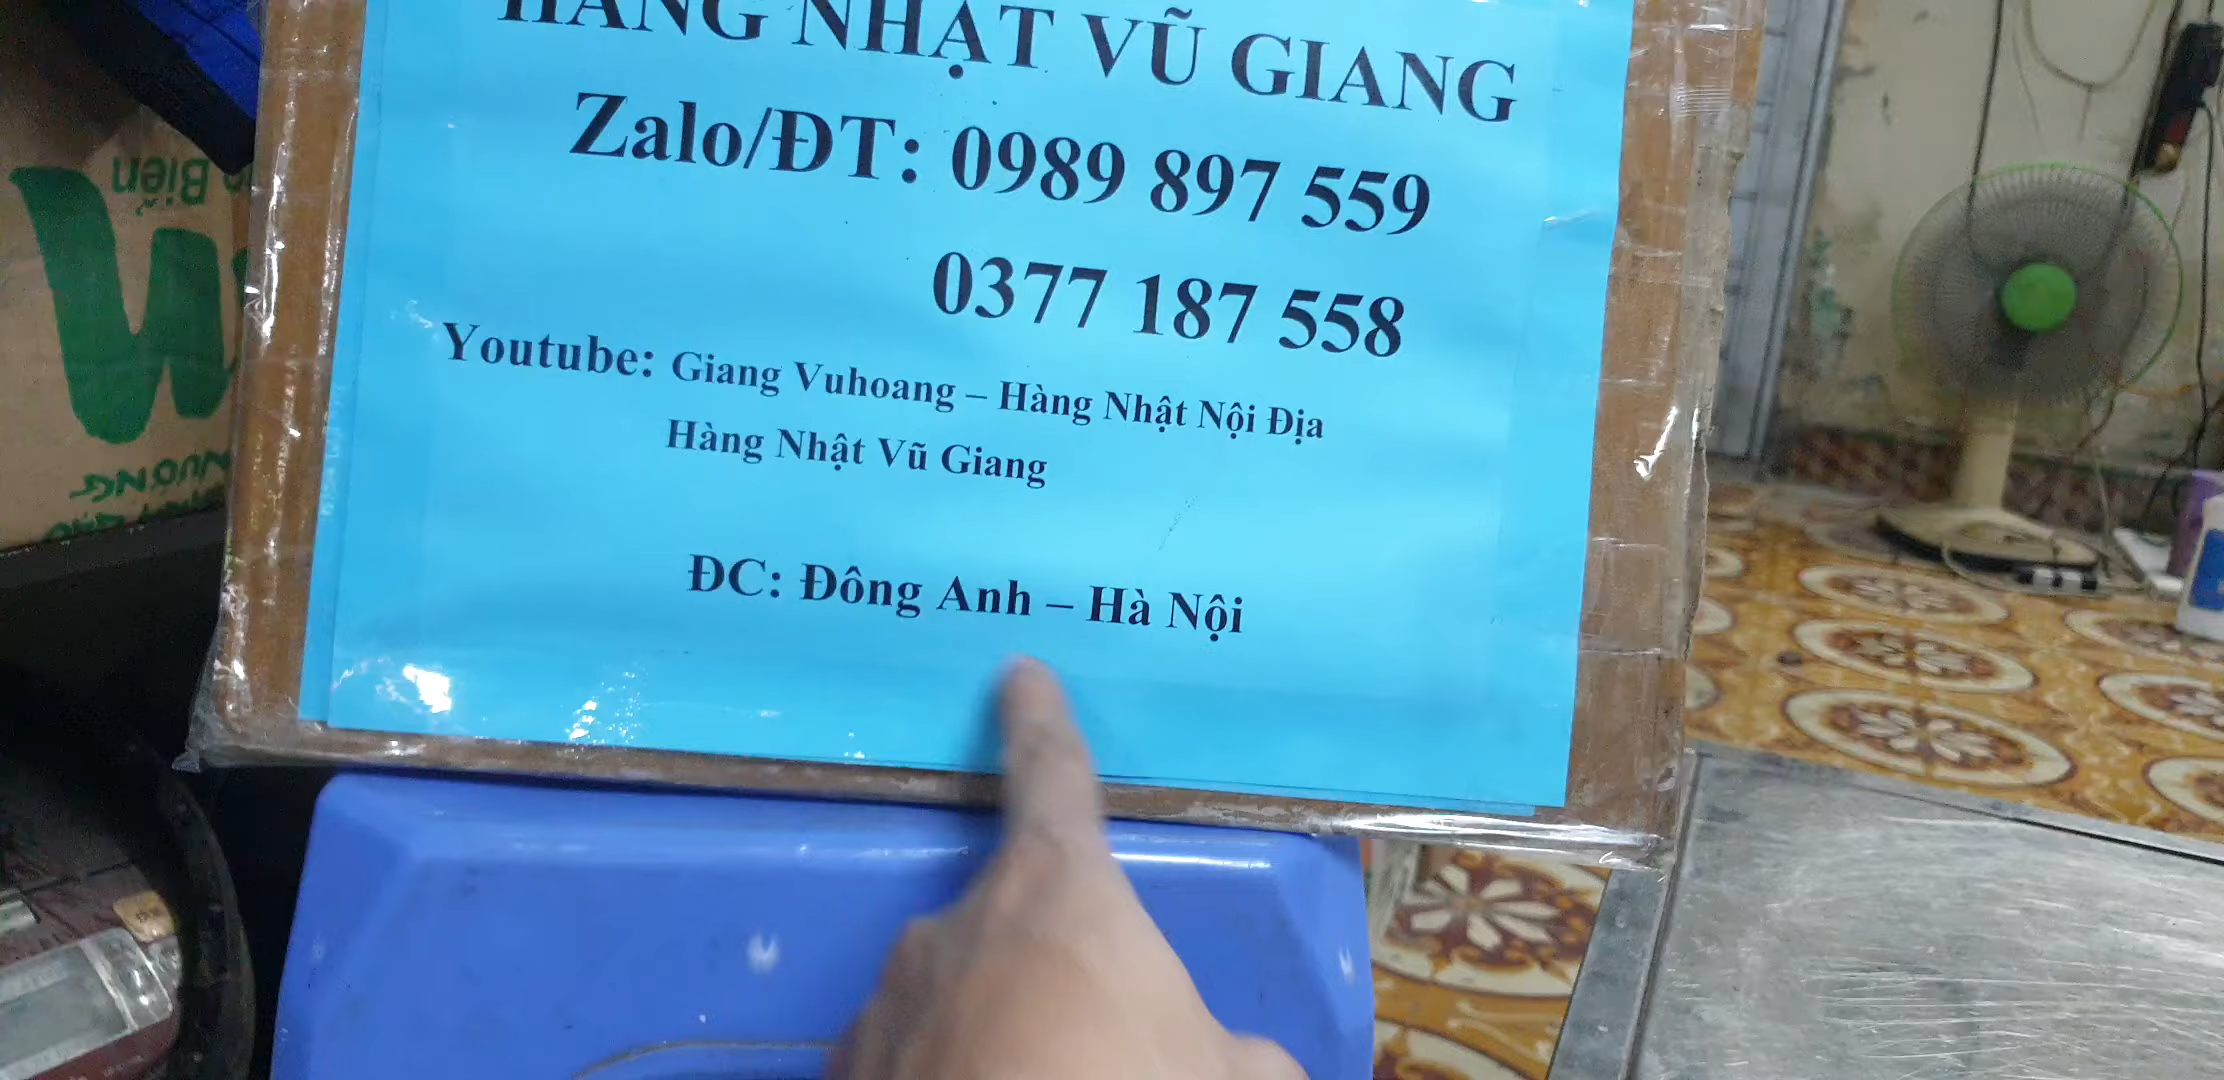 HÀNG NHẬT VŨ GIANG
Zalo/ĐT: 0989 897 559
0377 187 558
Youtube: Giang Vuhoang – Hàng Nhật Nội Địa
Hàng Nhật Vũ Giang
ĐC: Đông Anh – Hà Nội
Biên